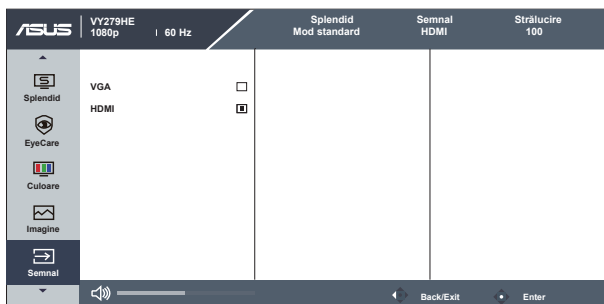 ASUS
VY279HE
1080p 60 Hz
Splendid
Mod standard
Semnal
HDMI
Strălucire
100
Splendid
EyeCare
Culoare
Imagine
Semnal
VGA
HDMI
Back/Exit
Enter